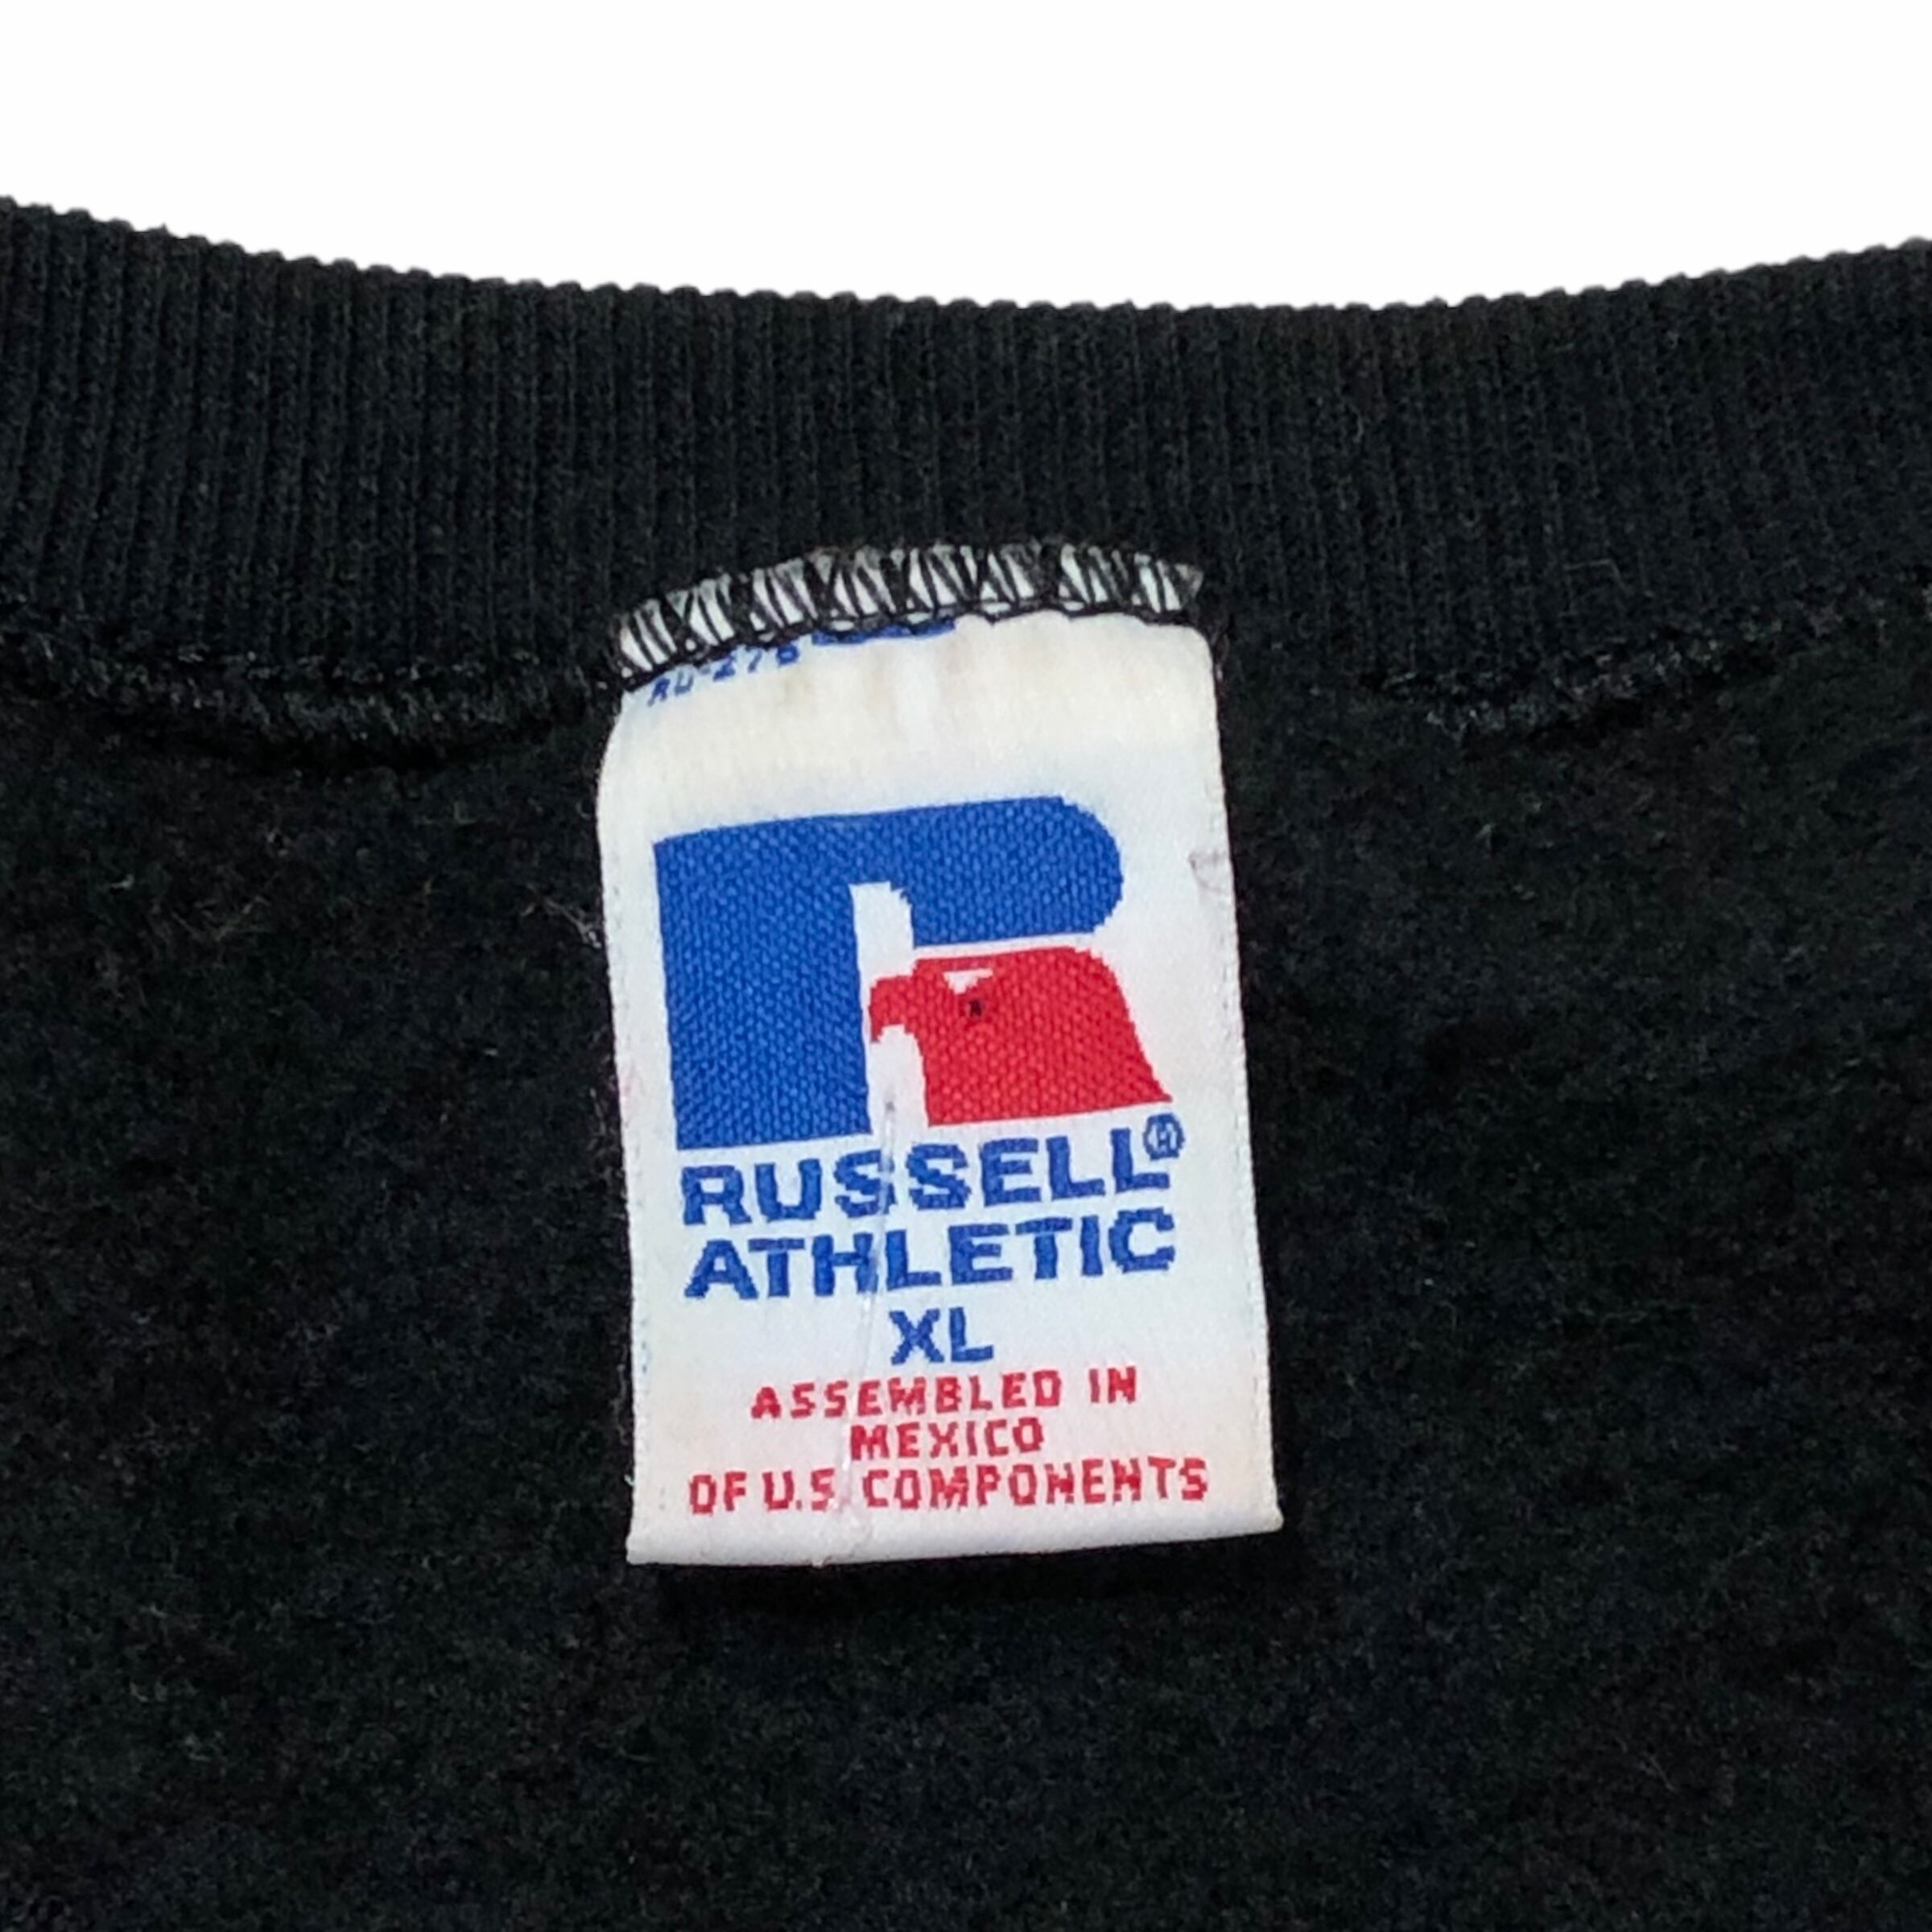 RUSSELL®
ATHLETIC
XL
ASSEMBLED IN
MEXICO
OF U.S. COMPONENTS